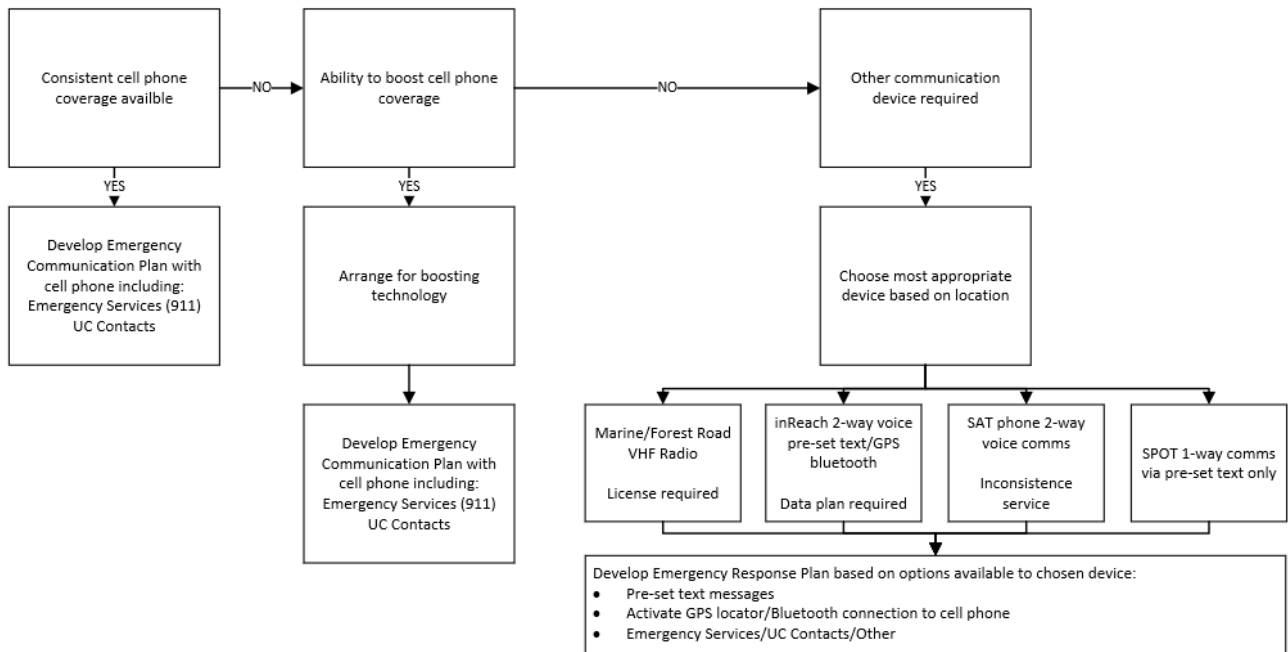 Consistent cell phone
coverage availble
NO
Ability to boost cell phone
coverage
NO
Other communication
device required
YES
YES
YES
Develop Emergency
Communication Plan with
cell phone including:
Emergency Services (911)
UC Contacts
Arrange for boosting
technology
Choose most appropriate
device based on location
Develop Emergency
Communication Plan with
cell phone including:
Emergency Services (911)
UC Contacts
Marine/Forest Road
VHF Radio
License required
inReach 2-way voice
pre-set text/GPS
bluetooth
Data plan required
SAT phone 2-way
voice comms
Inconsistence
service
SPOT 1-way comms
via pre-set text only
Develop Emergency Response Plan based on options available to chosen device:
• Pre-set text messages
• Activate GPS locator/Bluetooth connection to cell phone
• Emergency Services/UC Contacts/Other